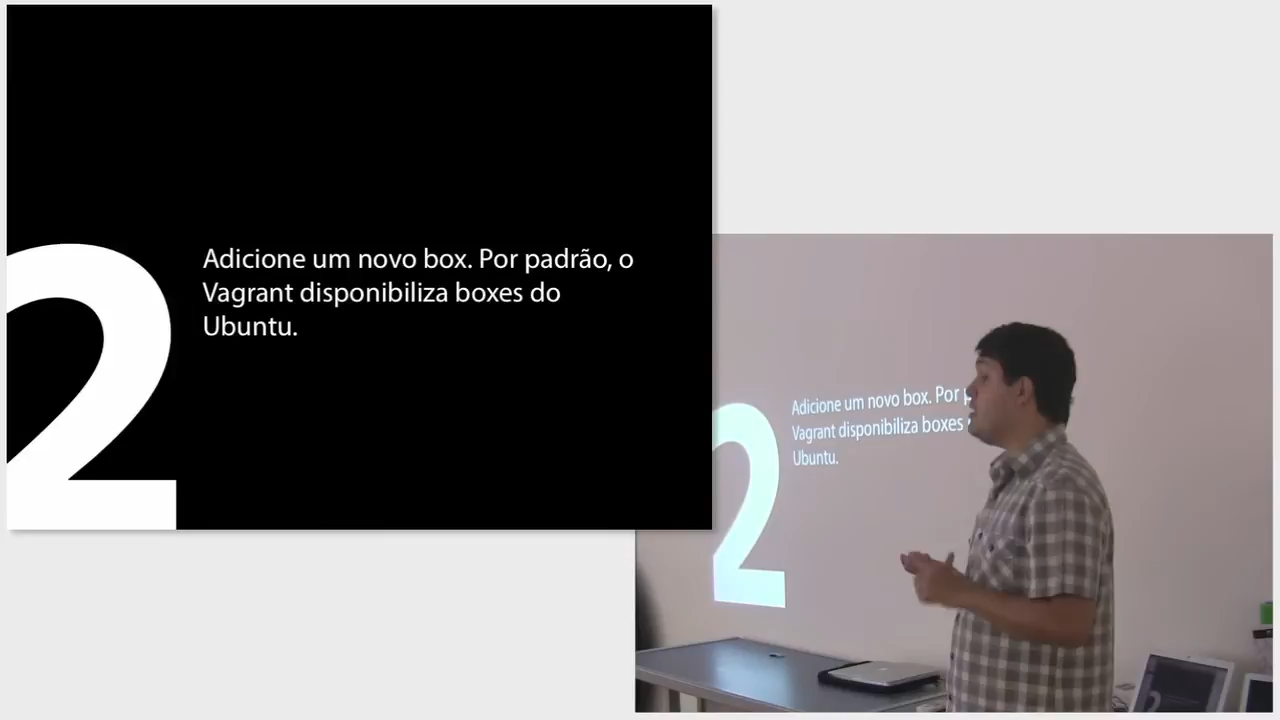 2
Adicione um novo box. Por padrão, o
Vagrant disponibiliza boxes do
Ubuntu.
2
Adicione um novo box. Por
Vagrant disponibiliza boxes
Ubuntu.